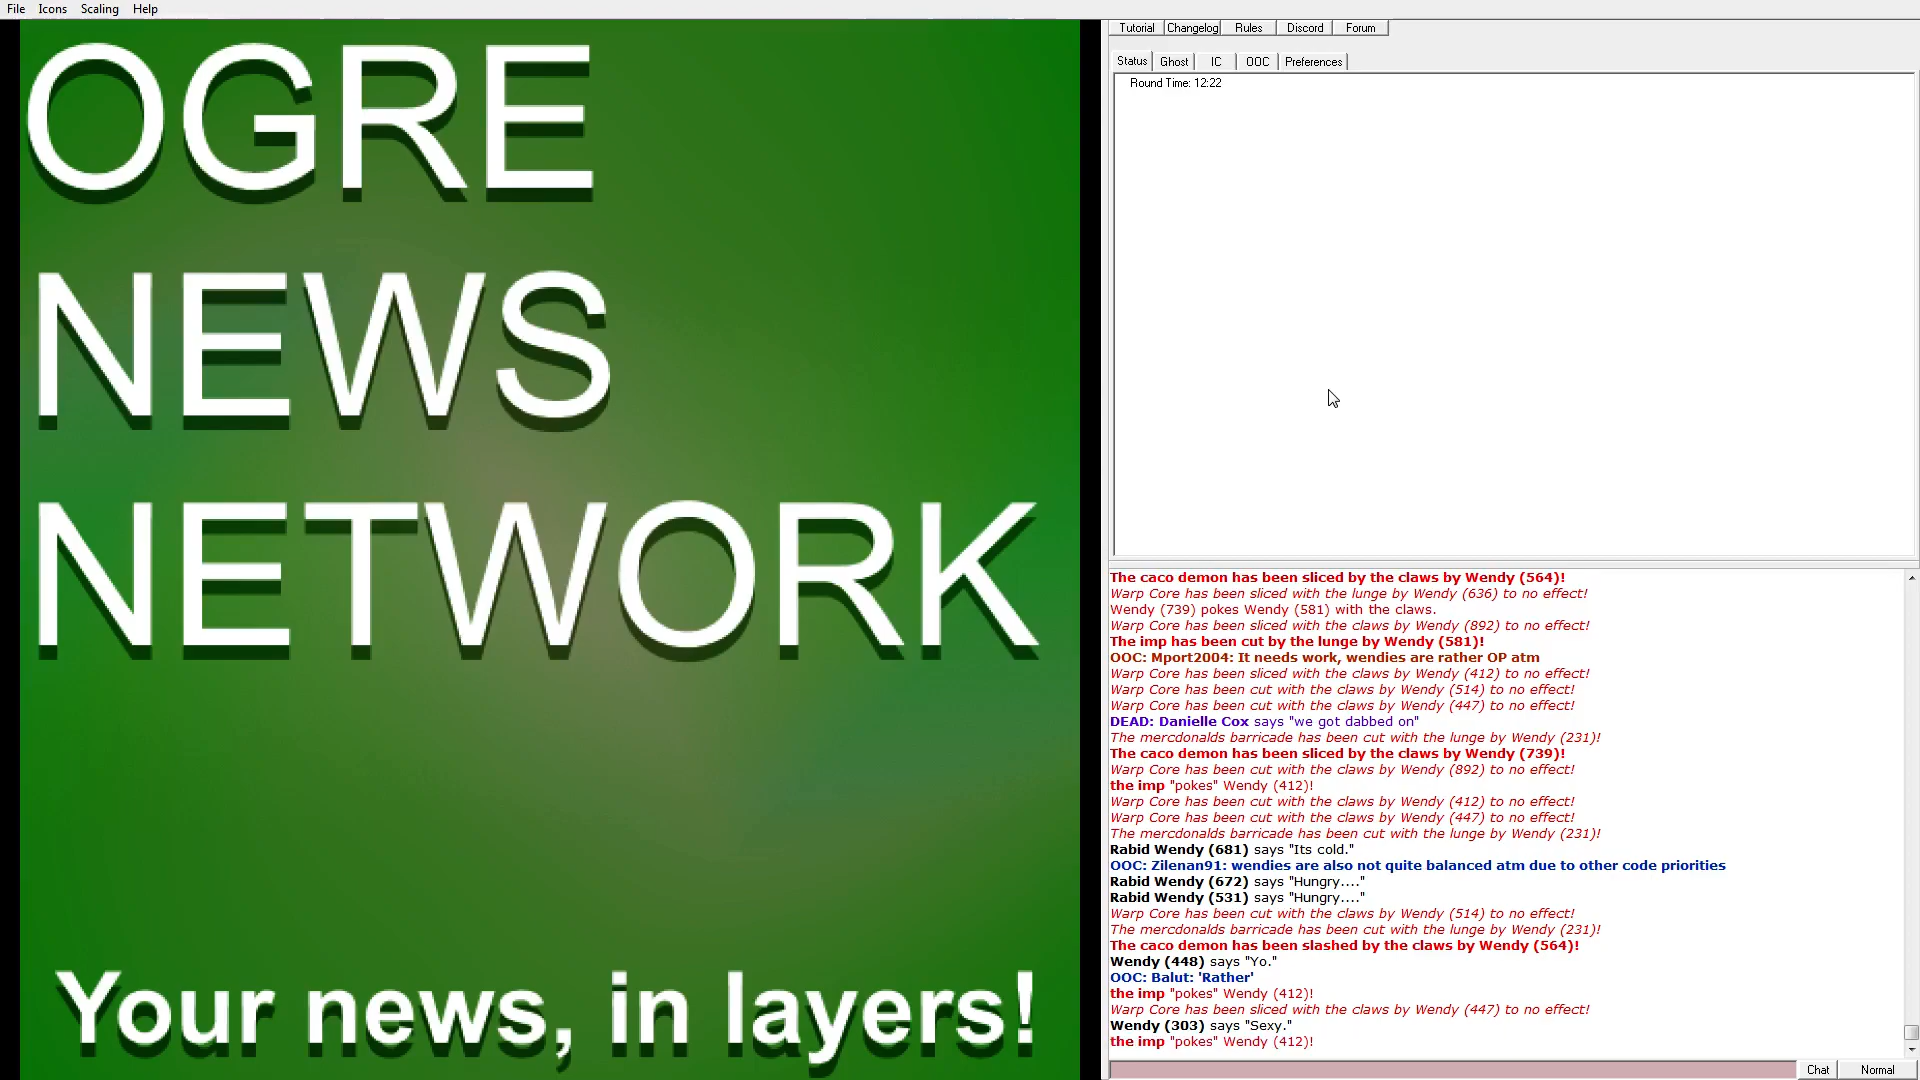 File Icons Scaling Help
OGRE
NEWS
NETWORK
Your news, in layers!
Tutorial Changelog Rules Discord Forum
Status Ghost IC OOC Preferences
Round Time: 12:22
The caco demon has been sliced by the claws by Wendy (564)!
Warp Core has been sliced with the lunge by Wendy (636) to no effect!
Wendy (739) pokes Wendy (581) with the claws.
Warp Core has been sliced with the claws by Wendy (892) to no effect!
The imp has been cut by the lunge by Wendy (581)!
OOC: Mport2004: It needs work, wendies are rather OP atm
Warp Core has been sliced with the claws by Wendy (412) to no effect!
Warp Core has been cut with the claws by Wendy (514) to no effect!
Warp Core has been cut with the claws by Wendy (447) to no effect!
DEAD: Danielle Cox says "we got dabbed on"
The mercdonalds barricade has been cut with the lunge by Wendy (231)!
The caco demon has been sliced by the claws by Wendy (739)!
Warp Core has been cut with the claws by Wendy (892) to no effect!
the imp "pokes" Wendy (412)!
Warp Core has been cut with the claws by Wendy (412) to no effect!
Warp Core has been cut with the claws by Wendy (447) to no effect!
The mercdonalds barricade has been cut with the lunge by Wendy (231)!
Rabid Wendy (681) says "Its cold."
OOC: Zilenan91: wendies are also not quite balanced atm due to other code priorities
Rabid Wendy (672) says "Hungry...."
Rabid Wendy (531) says "Hungry...."
Warp Core has been cut with the claws by Wendy (514) to no effect!
The mercdonalds barricade has been cut with the lunge by Wendy (231)!
The caco demon has been slashed by the claws by Wendy (564)!
Wendy (448) says "Yo."
OOC: Balut: 'Rather'
the imp "pokes" Wendy (412)!
Warp Core has been sliced with the claws by Wendy (447) to no effect!
Wendy (303) says "Sexy."
the imp "pokes" Wendy (412)!
Chat Normal